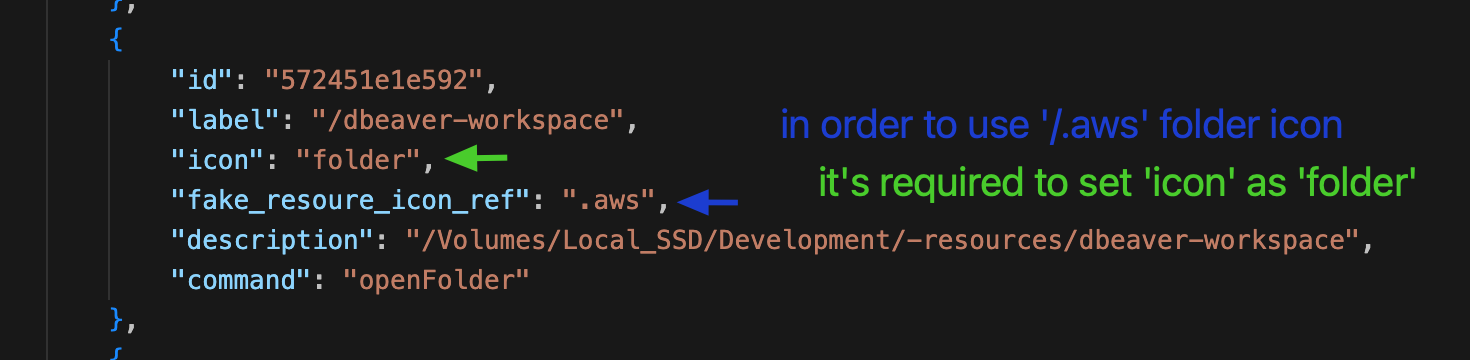 },
{
"id": "572451e1e592",
"label": "/dbeaver-workspace",
in order to use '/.aws' folder icon
"icon": "folder",
it's required to set 'icon' as 'folder'
"fake_resoure_icon_ref": ".aws",
"description": "/Volumes/Local_SSD/Development/-resources/dbeaver-workspace",
"command": "openFolder"
},
{